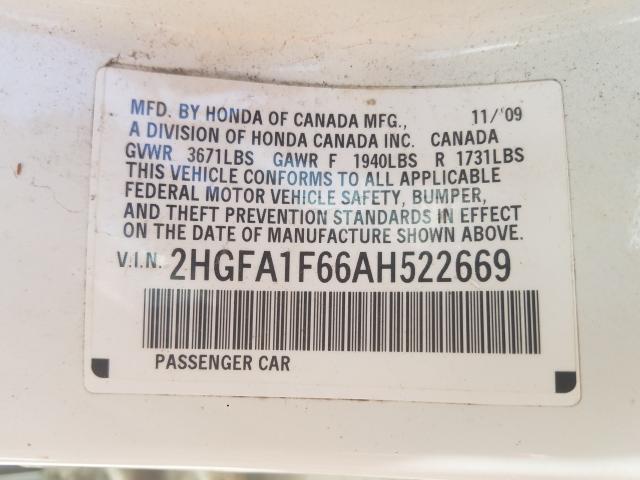 MFD. BY HONDA OF CANADA MFG., 11/'09
A DIVISION OF HONDA CANADA INC. CANADA
GVWR 3671LBS GAWR F 1940LBS R 1731LBS
THIS VEHICLE CONFORMS TO ALL APPLICABLE
FEDERAL MOTOR VEHICLE SAFETY, BUMPER,
AND THEFT PREVENTION STANDARDS IN EFFECT
ON THE DATE OF MANUFACTURE SHOWN ABOVE.
V.I.N. 2HGFA1F66AH522669
PASSENGER CAR